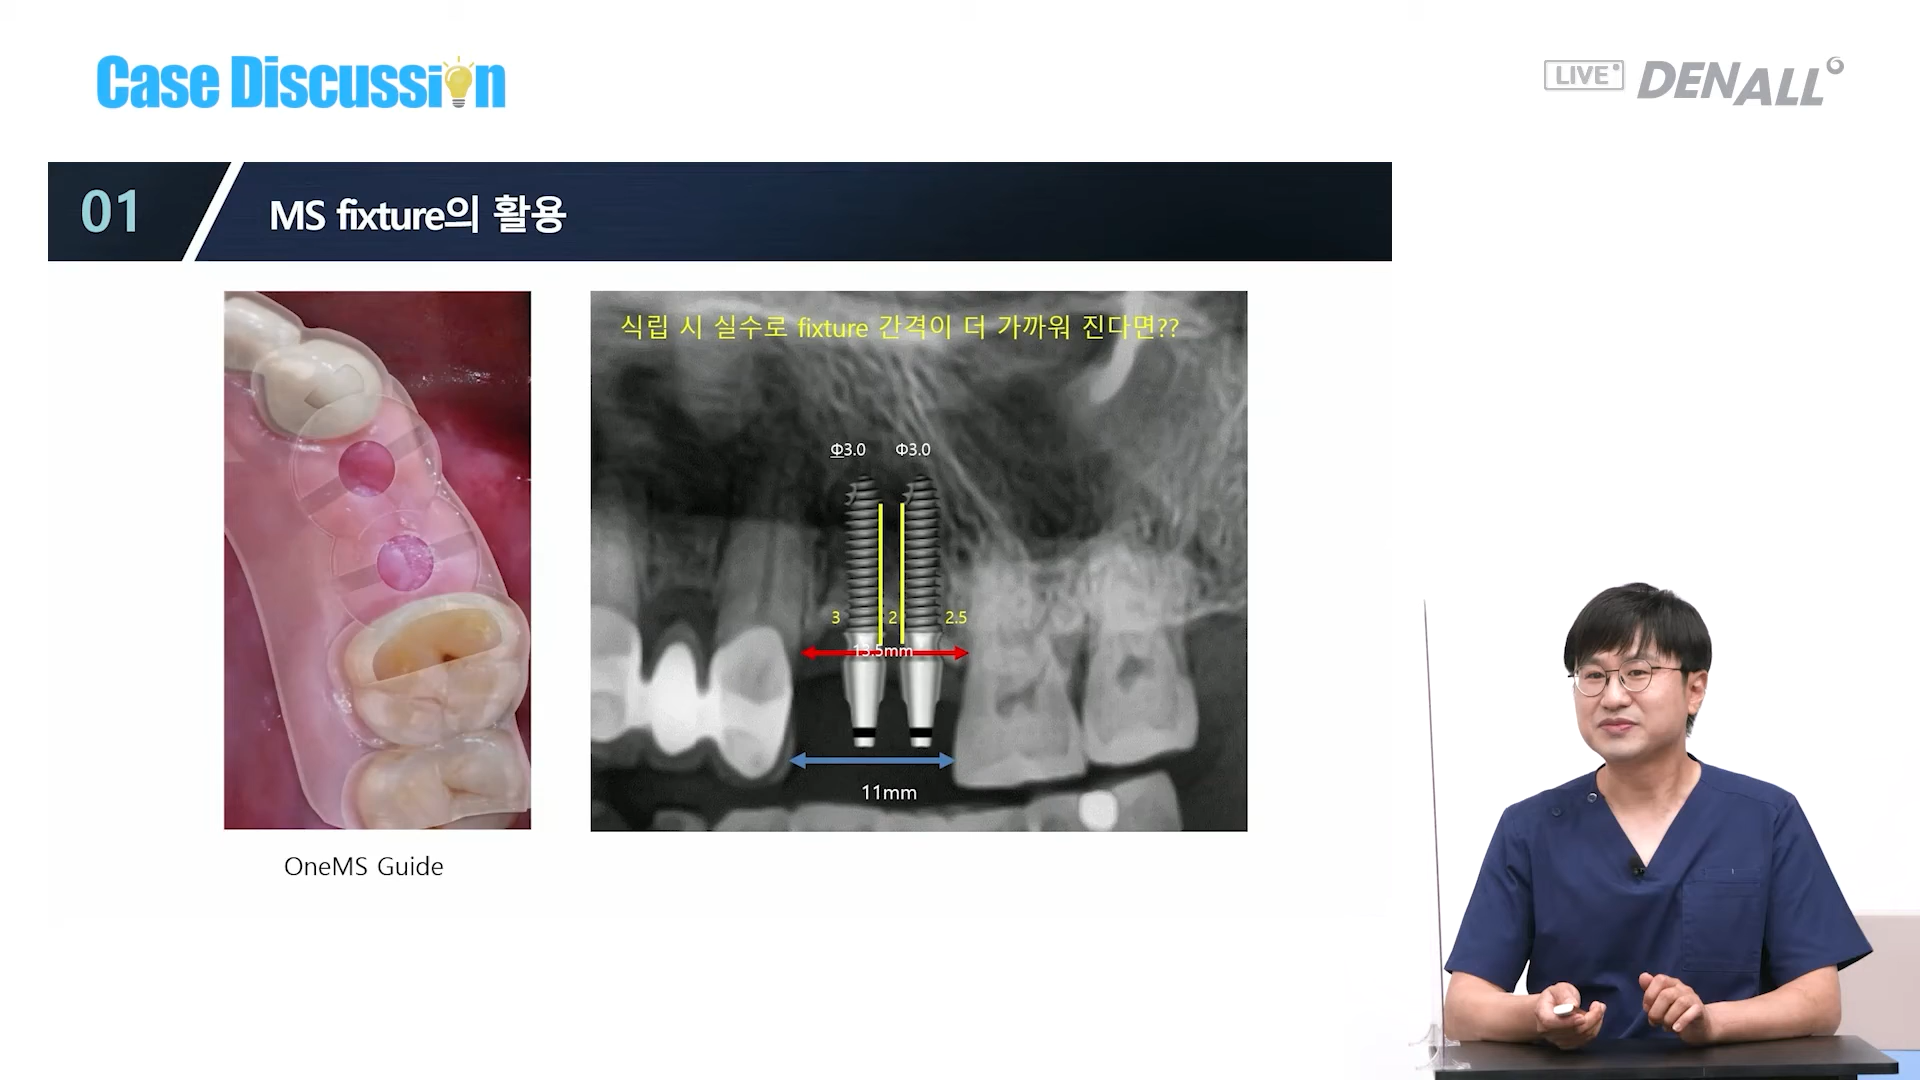 Case Discussion
LIVE DENALL
01 MS fixture의 활용
식립 시 실수로 fixture 간격이 더 가까워 진다면??
Φ3.0 Φ3.0
3 2 2.5
13.5mm
11mm
OneMS Guide